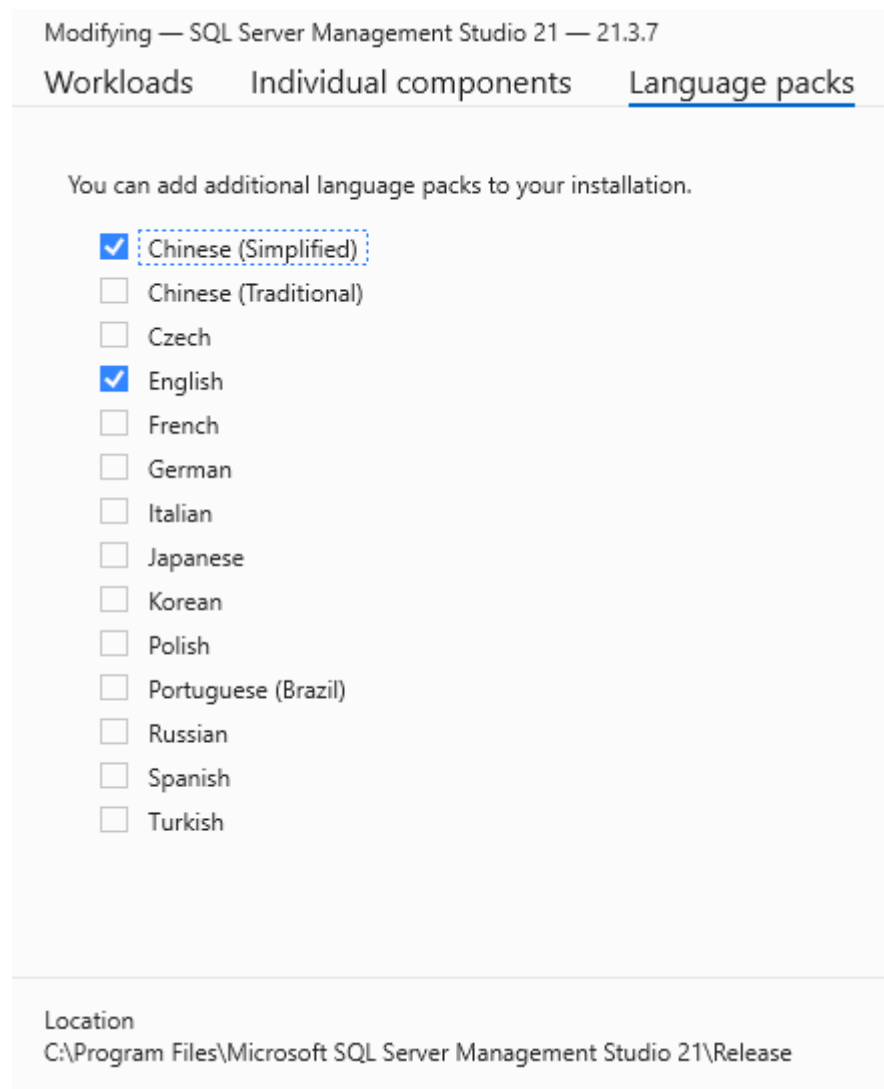 Modifying — SQL Server Management Studio 21 — 21.3.7
Workloads Individual components Language packs
You can add additional language packs to your installation.
Chinese (Simplified)
Chinese (Traditional)
Czech
English
French
German
Italian
Japanese
Korean
Polish
Portuguese (Brazil)
Russian
Spanish
Turkish
Location
C:\Program Files\Microsoft SQL Server Management Studio 21\Release